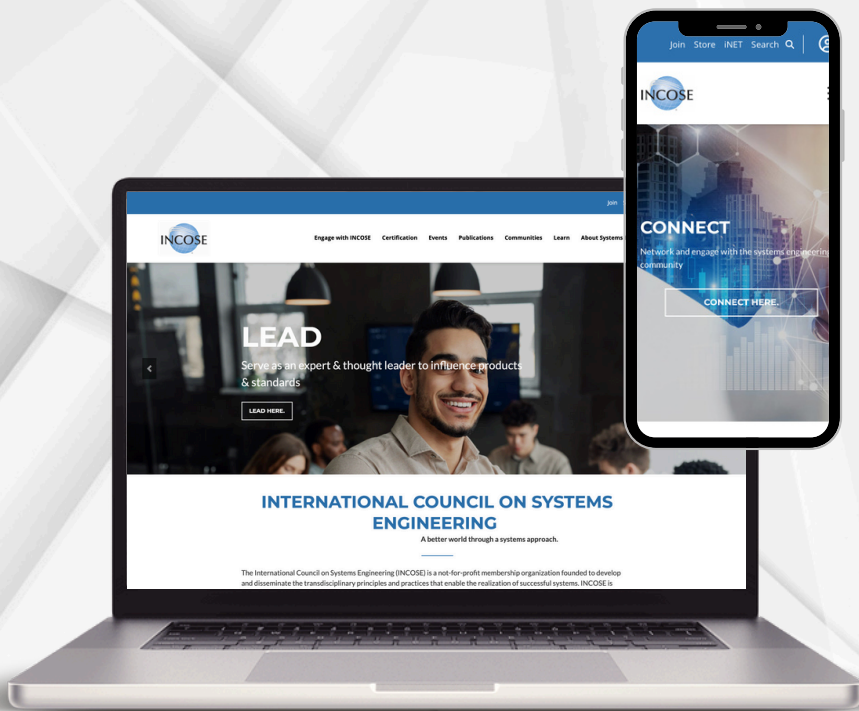 Join Store iNET Search
INCOSE
CONNECT
Network and engage with the systems engineering
community
CONNECT HERE.
Join
INCOSE
Engage with INCOSE Certification Events Publications Communities Learn About Systems
LEAD
Serve as an expert & thought leader to influence products
& standards
LEAD HERE.
INTERNATIONAL COUNCIL ON SYSTEMS
ENGINEERING
A better world through a systems approach.
The International Council on Systems Engineering (INCOSE) is a not-for-profit membership organization founded to develop
and disseminate the transdisciplinary principles and practices that enable the realization of successful systems. INCOSE is